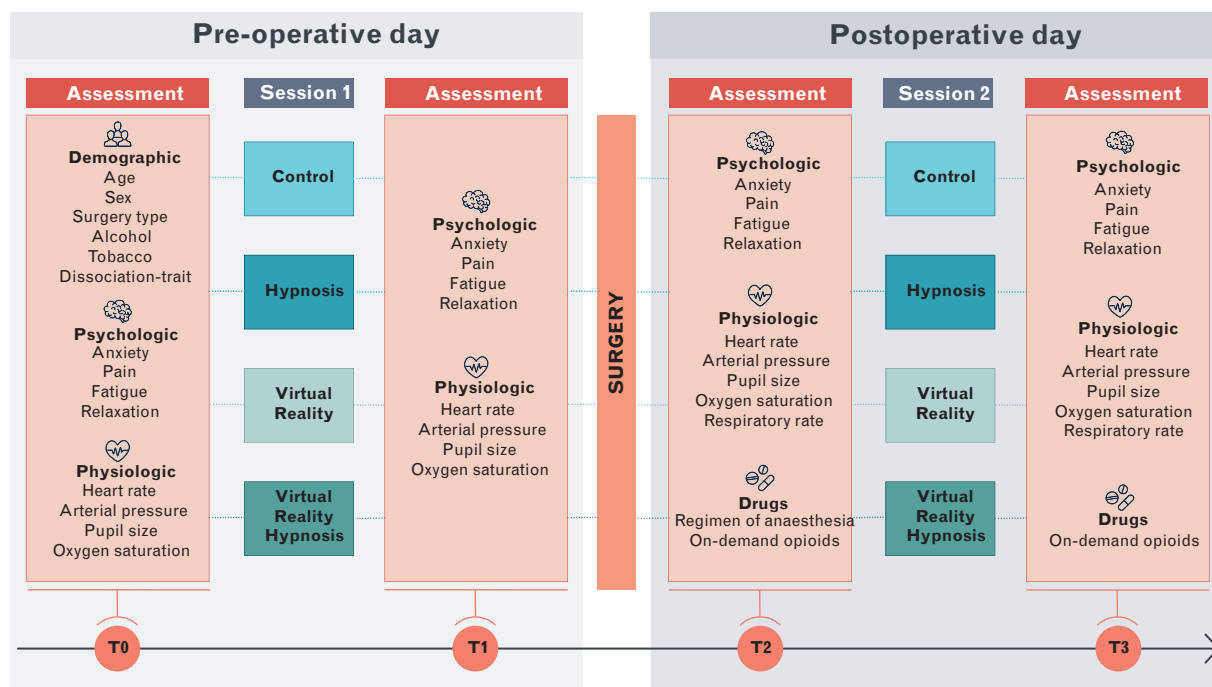 Pre-operative day
Assessment
Demographic
Age
Sex
Surgery type
Alcohol
Tobacco
Dissociation-trait
Psychologic
Anxiety
Pain
Fatigue
Relaxation
Physiologic
Heart rate
Arterial pressure
Pupil size
Oxygen saturation
T0
Session 1
Control
Hypnosis
Virtual
Reality
Virtual
Reality
Hypnosis
Assessment
Psychologic
Anxiety
Pain
Fatigue
Relaxation
Physiologic
Heart rate
Arterial pressure
Pupil size
Oxygen saturation
T1
SURGERY
Postoperative day
Assessment
Psychologic
Anxiety
Pain
Fatigue
Relaxation
Physiologic
Heart rate
Arterial pressure
Pupil size
Oxygen saturation
Respiratory rate
Drugs
Regimen of anaesthesia
On-demand opioids
T2
Session 2
Control
Hypnosis
Virtual
Reality
Virtual
Reality
Hypnosis
Assessment
Psychologic
Anxiety
Pain
Fatigue
Relaxation
Physiologic
Heart rate
Arterial pressure
Pupil size
Oxygen saturation
Respiratory rate
Drugs
On-demand opioids
T3